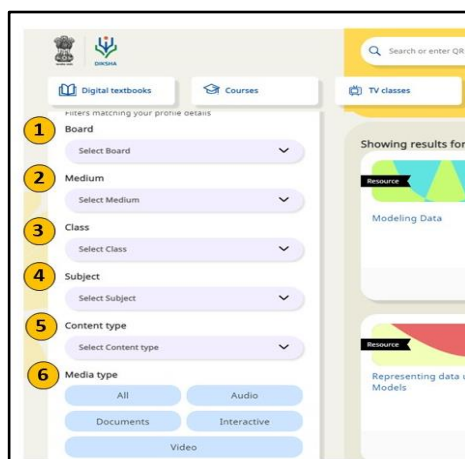 DIKSHA
Search or enter QR
Digital textbooks
Courses
TV classes
Filters matching your profile details
1
Board
Select Board
2
Medium
Select Medium
3
Class
Select Class
4
Subject
Select Subject
5
Content type
Select Content type
6
Media type
All
Audio
Documents
Interactive
Video
Showing results for
Resource
Modeling Data
Resource
Representing data u
Models